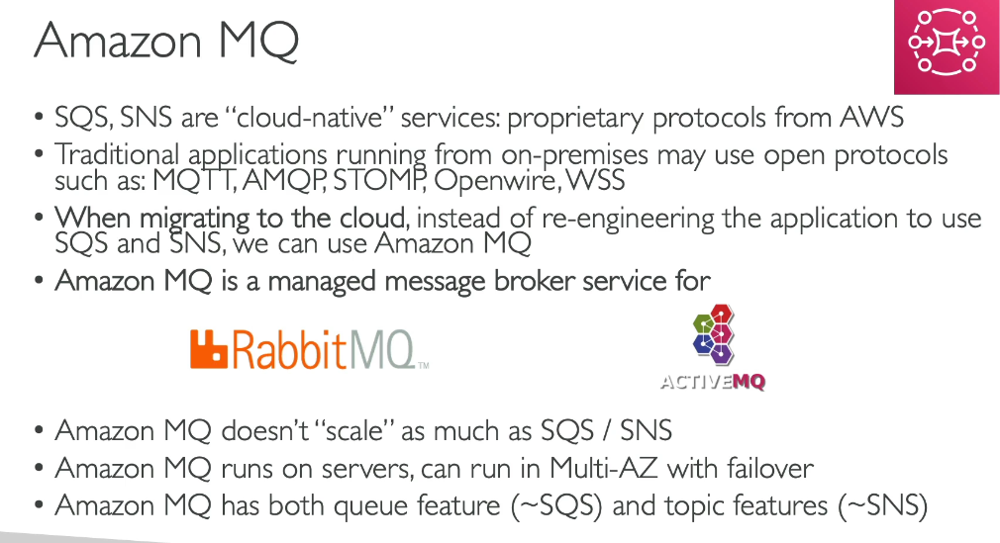 Amazon MQ
• SQS, SNS are “cloud-native” services: proprietary protocols from AWS
• Traditional applications running from on-premises may use open protocols
such as: MQTT, AMQP, STOMP, Openwire, WSS
• When migrating to the cloud, instead of re-engineering the application to use
SQS and SNS, we can use Amazon MQ
• Amazon MQ is a managed message broker service for
RabbitMQ™
ACTIVEMQ
• Amazon MQ doesn’t “scale” as much as SQS / SNS
• Amazon MQ runs on servers, can run in Multi-AZ with failover
• Amazon MQ has both queue feature (~SQS) and topic features (~SNS)